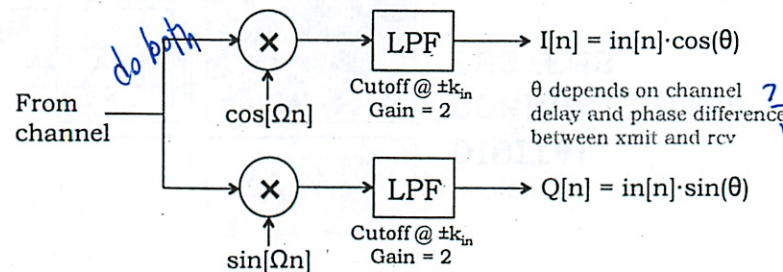 do both
LPF
I[n] = in[n]·cos(θ)
Cutoff @ ±k_in
Gain = 2
θ depends on channel ?
delay and phase difference
between xmit and rcv
From
channel
cos[Ωn]
LPF
Q[n] = in[n]·sin(θ)
Cutoff @ ±k_in
Gain = 2
sin[Ωn]